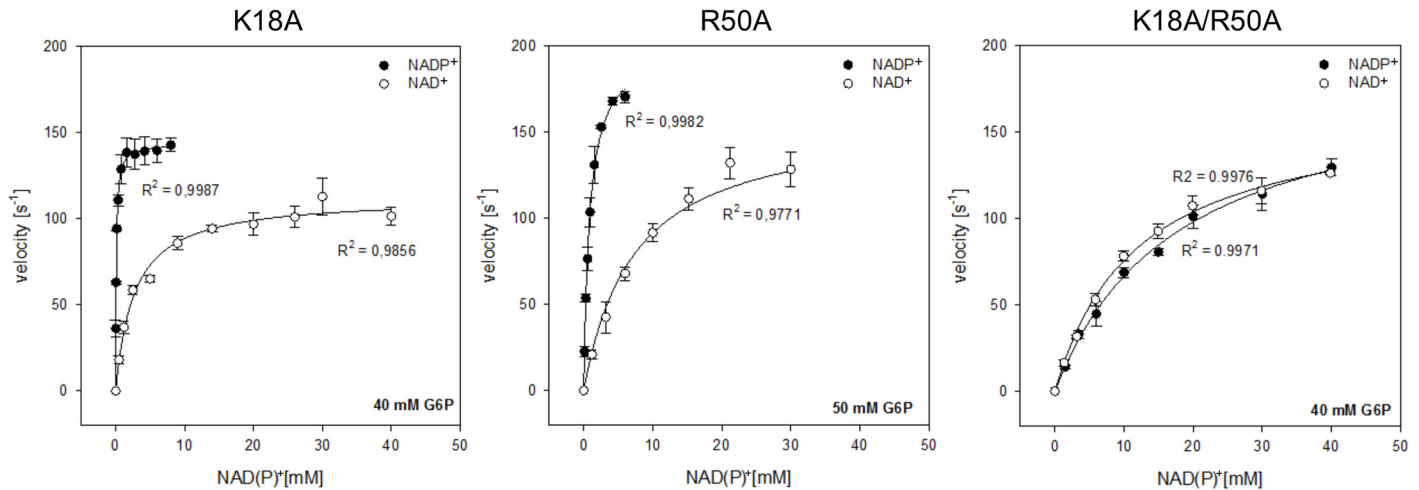 K18A
R50A
K18A/R50A
200
150
100
50
0
velocity [s⁻¹]
NADP⁺
NAD⁺
R² = 0,9987
R² = 0,9856
40 mM G6P
0 10 20 30 40 50
NAD(P)⁺[mM]
200
150
100
50
0
velocity [s⁻¹]
NADP⁺
NAD⁺
R² = 0,9982
R² = 0,9771
50 mM G6P
0 10 20 30 40 50
NAD(P)⁺[mM]
200
150
100
50
0
velocity [s⁻¹]
NADP⁺
NAD⁺
R2 = 0.9976
R² = 0.9971
40 mM G6P
0 10 20 30 40 50
NAD(P)⁺[mM]